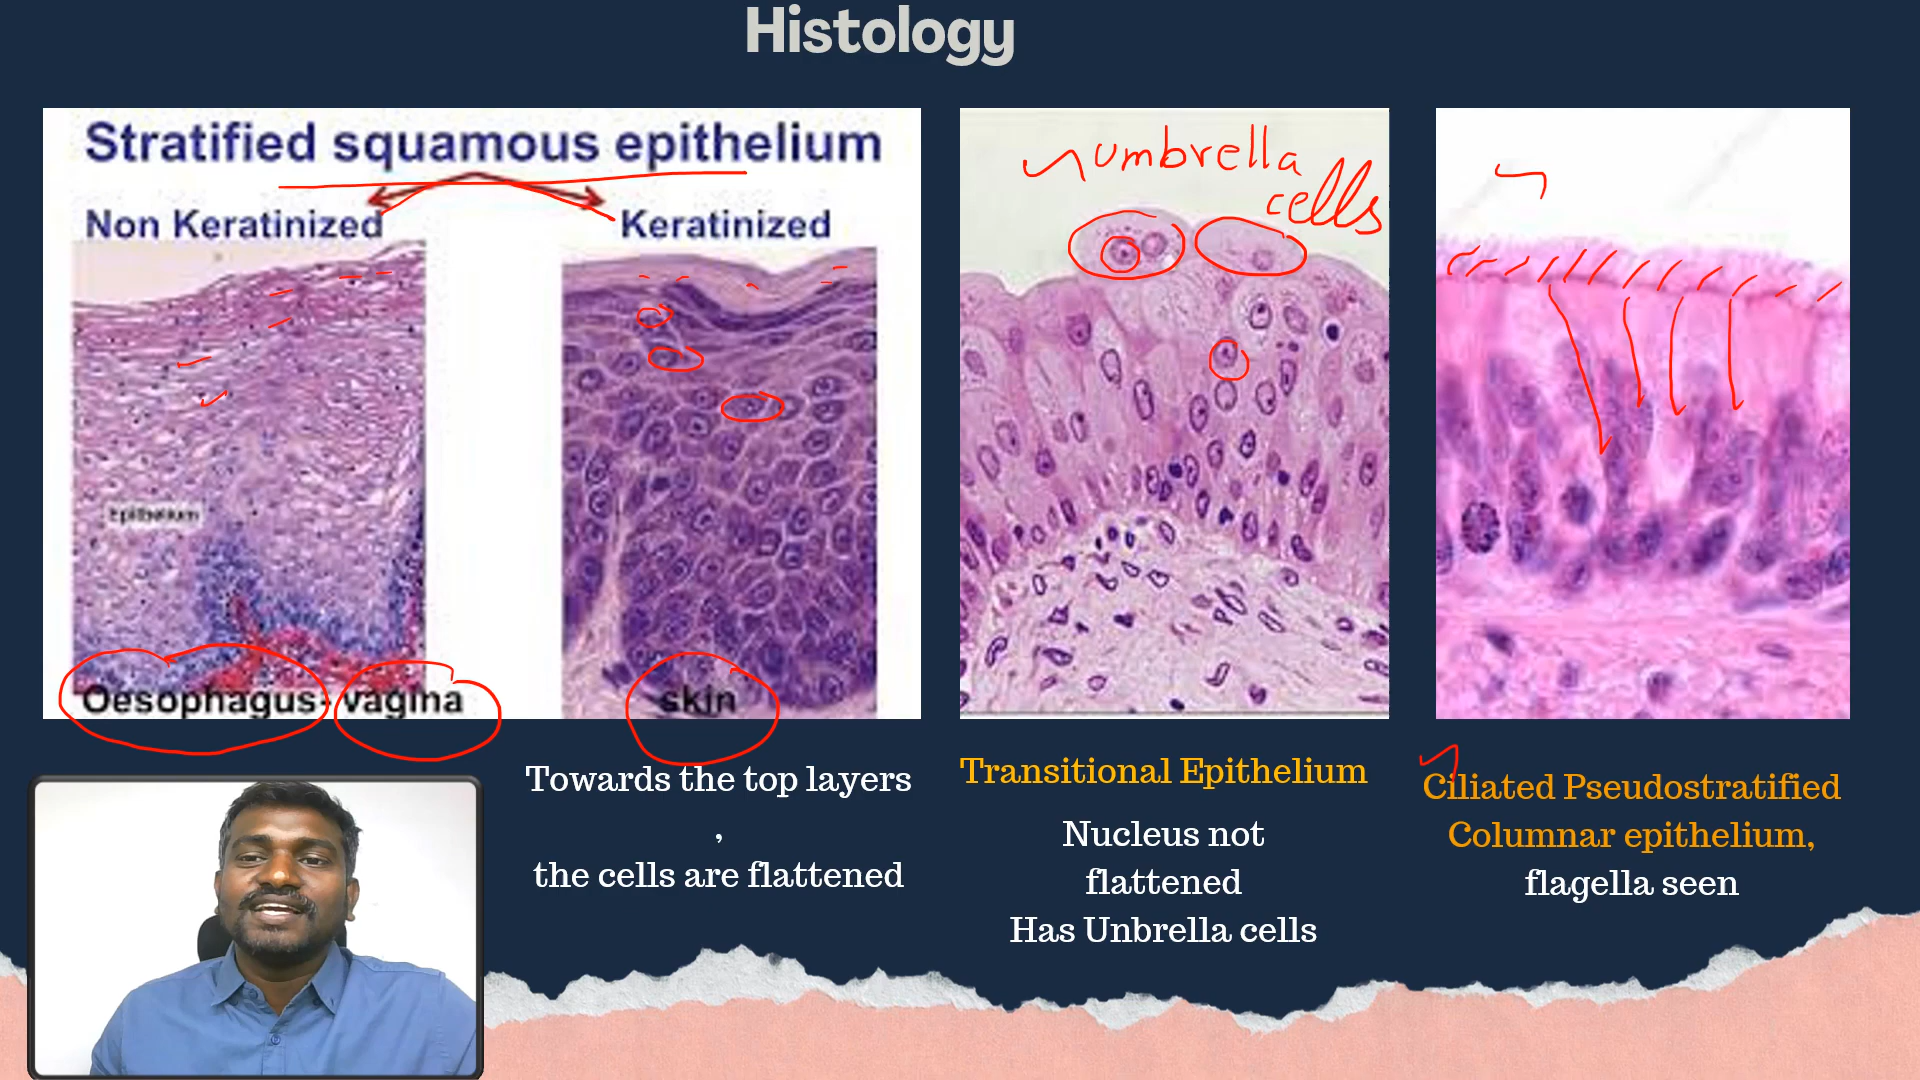 Histology
Stratified squamous epithelium
Non Keratinized
Keratinized
Epithelium
Oesophagus- vagina
skin
Towards the top layers
,
the cells are flattened
umbrella
cells
Transitional Epithelium
Nucleus not
flattened
Has Unbrella cells
Ciliated Pseudostratified
Columnar epithelium,
flagella seen